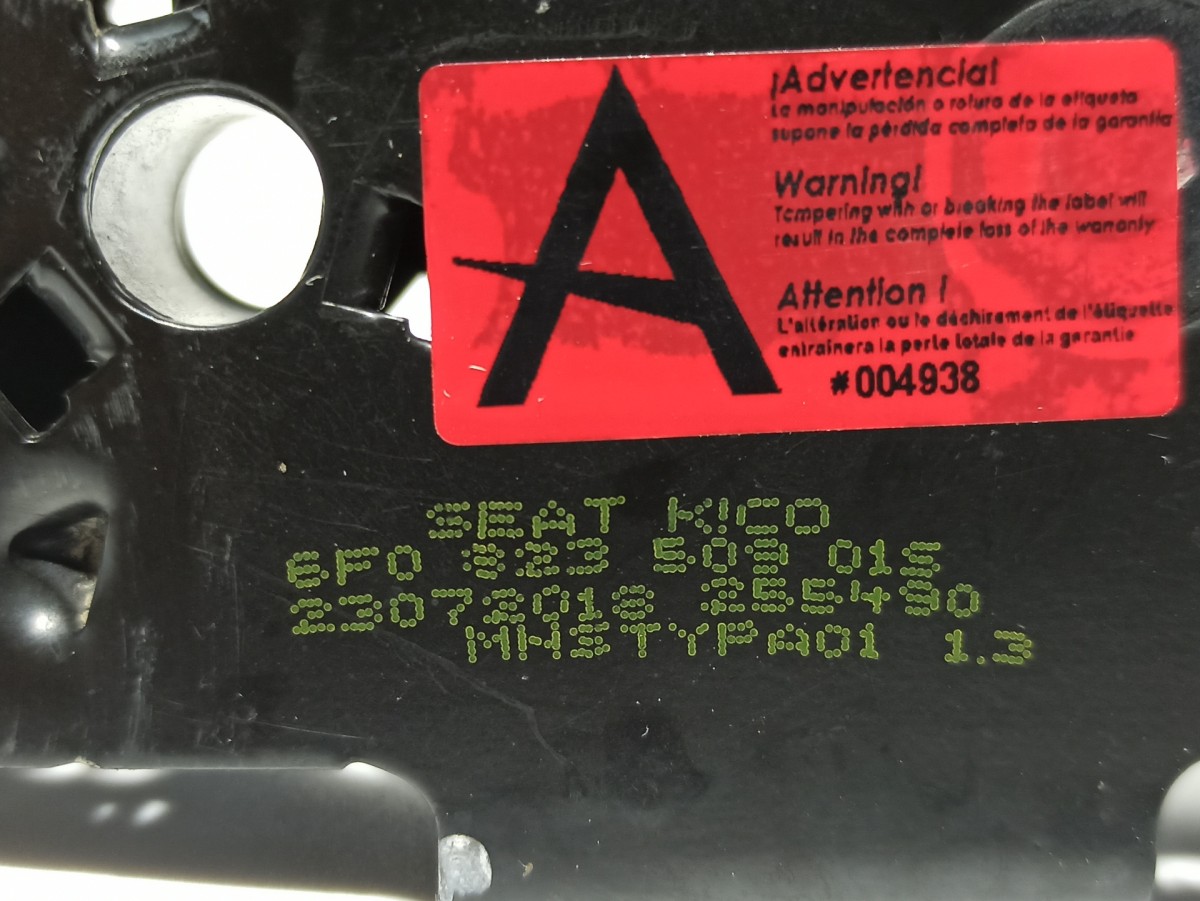 A
¡Advertencia!
La manipulación o rotura de la etiqueta
supone la pérdida completa de la garantía
Warning!
Tampering with or breaking the label will
result in the complete loss of the warranty
Attention !
L'altération ou le déchirement de l'étiquette
entraînera la perte totale de la garantie
#004938
SEAT KICO
6F0 823 509 01S
23072018 255490
MNSTYPA01 1.3